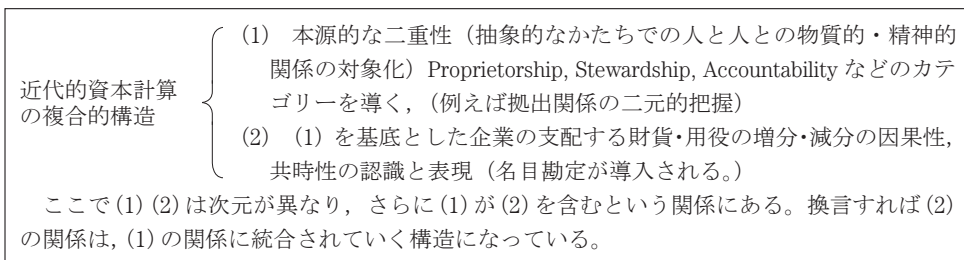 (1) 本源的な二重性（抽象的なかたちでの人と人との物質的・精神的
関係の対象化）Proprietorship, Stewardship, Accountability などのカテ
ゴリーを導く，（例えば拠出関係の二元的把握）
近代的資本計算
の複合的構造
(2) (1) を基底とした企業の支配する財貨・用役の増分・減分の因果性，
共時性の認識と表現（名目勘定が導入される。）
ここで (1) (2) は次元が異なり，さらに (1) が (2) を含むという関係にある。換言すれば (2)
の関係は，(1) の関係に統合されていく構造になっている。